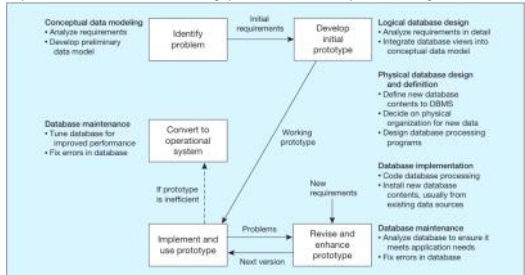 Conceptual data modeling
• Analyze requirements
• Develop preliminary
data model
Identify
problem
Initial
requirements
Develop
initial
prototype
Logical database design
• Analyze requirements in detail
• Integrate database views into
conceptual data model
Physical database design
and definition
• Define new database
contents to DBMS
• Decide on physical
organization for new data
• Design database processing
programs
Database maintenance
• Tune database for
improved performance
• Fix errors in database
Convert to
operational
system
Working
prototype
If prototype
is inefficient
New
requirements
Database implementation
• Code database processing
• Install new database
contents, usually from
existing data sources
Implement and
use prototype
Problems
Next version
Revise and
enhance
prototype
Database maintenance
• Analyze database to ensure it
meets application needs
• Fix errors in database